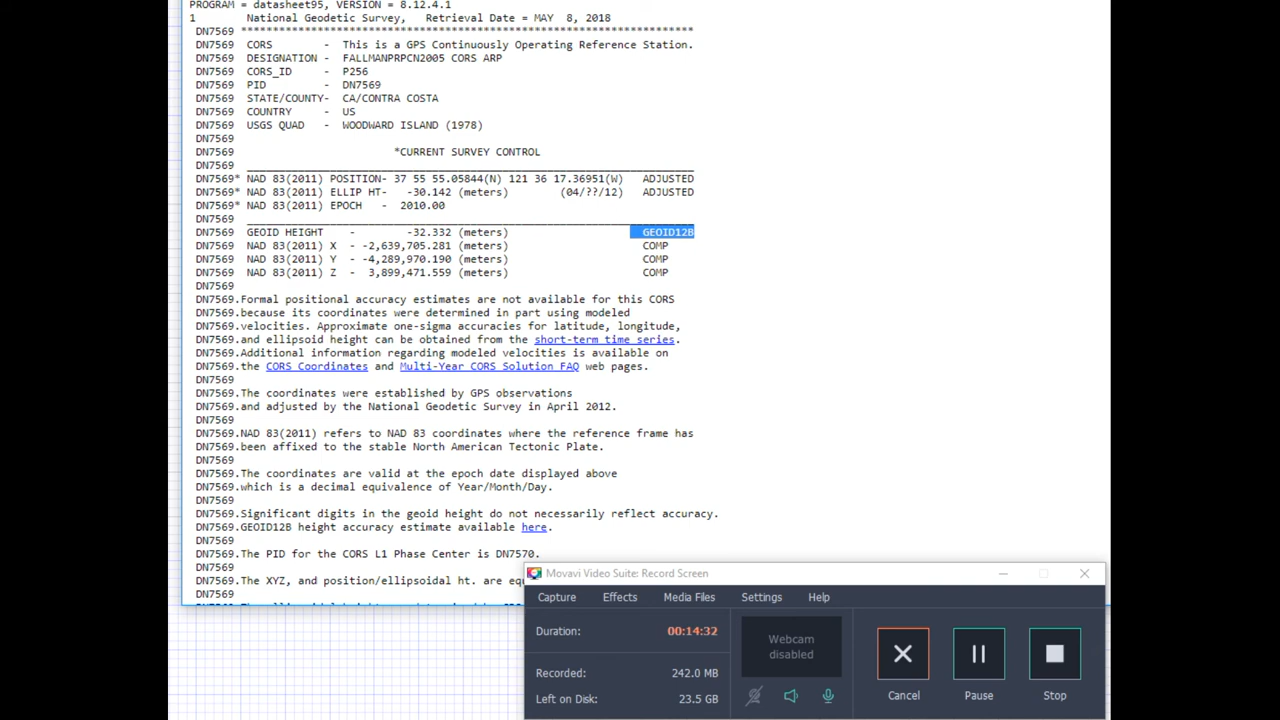 PROGRAM = datasheet95, VERSION = 8.12.4.1
1 National Geodetic Survey, Retrieval Date = MAY 8, 2018
DN7569 ***********************************************************************
DN7569 CORS - This is a GPS Continuously Operating Reference Station.
DN7569 DESIGNATION - FALLMANPRPCN2005 CORS ARP
DN7569 CORS_ID - P256
DN7569 PID - DN7569
DN7569 STATE/COUNTY- CA/CONTRA COSTA
DN7569 COUNTRY - US
DN7569 USGS QUAD - WOODWARD ISLAND (1978)
DN7569
DN7569 *CURRENT SURVEY CONTROL
DN7569
DN7569* NAD 83(2011) POSITION- 37 55 55.05844(N) 121 36 17.36951(W) ADJUSTED
DN7569* NAD 83(2011) ELLIP HT- -30.142 (meters) (04/??/12) ADJUSTED
DN7569* NAD 83(2011) EPOCH - 2010.00
DN7569
DN7569 GEOID HEIGHT - -32.332 (meters) GEOID12B
DN7569 NAD 83(2011) X - -2,639,705.281 (meters) COMP
DN7569 NAD 83(2011) Y - -4,289,970.190 (meters) COMP
DN7569 NAD 83(2011) Z - 3,899,471.559 (meters) COMP
DN7569
DN7569.Formal positional accuracy estimates are not available for this CORS
DN7569.because its coordinates were determined in part using modeled
DN7569.velocities. Approximate one-sigma accuracies for latitude, longitude,
DN7569.and ellipsoid height can be obtained from the short-term time series.
DN7569.Additional information regarding modeled velocities is available on
DN7569.the CORS Coordinates and Multi-Year CORS Solution FAQ web pages.
DN7569
DN7569.The coordinates were established by GPS observations
DN7569.and adjusted by the National Geodetic Survey in April 2012.
DN7569
DN7569.NAD 83(2011) refers to NAD 83 coordinates where the reference frame has
DN7569.been affixed to the stable North American Tectonic Plate.
DN7569
DN7569.The coordinates are valid at the epoch date displayed above
DN7569.which is a decimal equivalence of Year/Month/Day.
DN7569
DN7569.Significant digits in the geoid height do not necessarily reflect accuracy.
DN7569.GEOID12B height accuracy estimate available here.
DN7569
DN7569.The PID for the CORS L1 Phase Center is DN7570.
DN7569
DN7569.The XYZ, and position/ellipsoidal ht. are equ
Movavi Video Suite: Record Screen
Capture Effects Media Files Settings Help
Duration: 00:14:32
Webcam disabled
Recorded: 242.0 MB
Left on Disk: 23.5 GB
Cancel Pause Stop